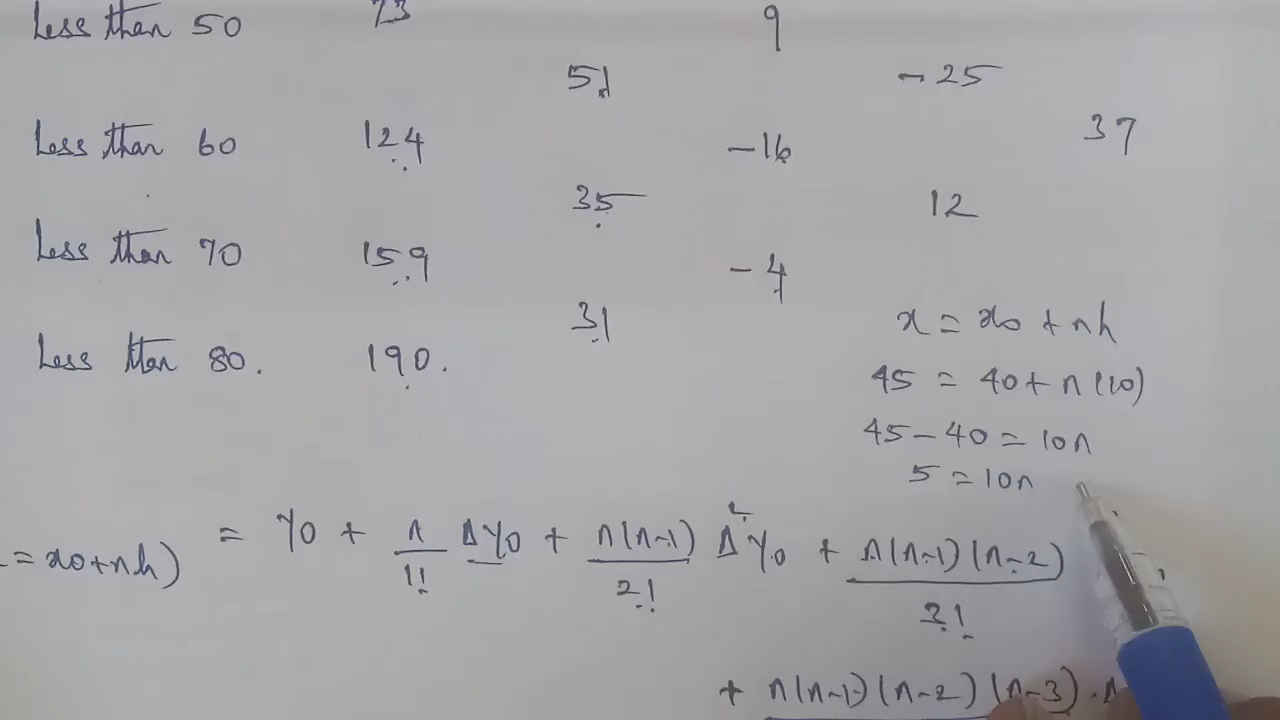 Less than 50 73 9
51 -25
Less than 60 124 -16 37
35 12
Less than 70 159 -4
31 x = x0 + nh
Less than 80. 190. 45 = 40 + n(10)
45 - 40 = 10n
5 = 10n
= x0 + nh) = y0 + n/1! Δy0 + n(n-1)/2! Δ²y0 + n(n-1)(n-2)/3!
+ n(n-1)(n-2)(n-3) .